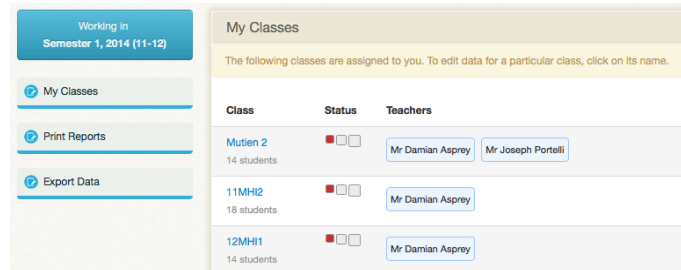 Working in
Semester 1, 2014 (11-12)
My Classes
Print Reports
Export Data
My Classes
The following classes are assigned to you. To edit data for a particular class, click on its name.
Class Status Teachers
Mutien 2 Mr Damian Asprey Mr Joseph Portelli
14 students
11MHI2 Mr Damian Asprey
18 students
12MHI1 Mr Damian Asprey
14 students